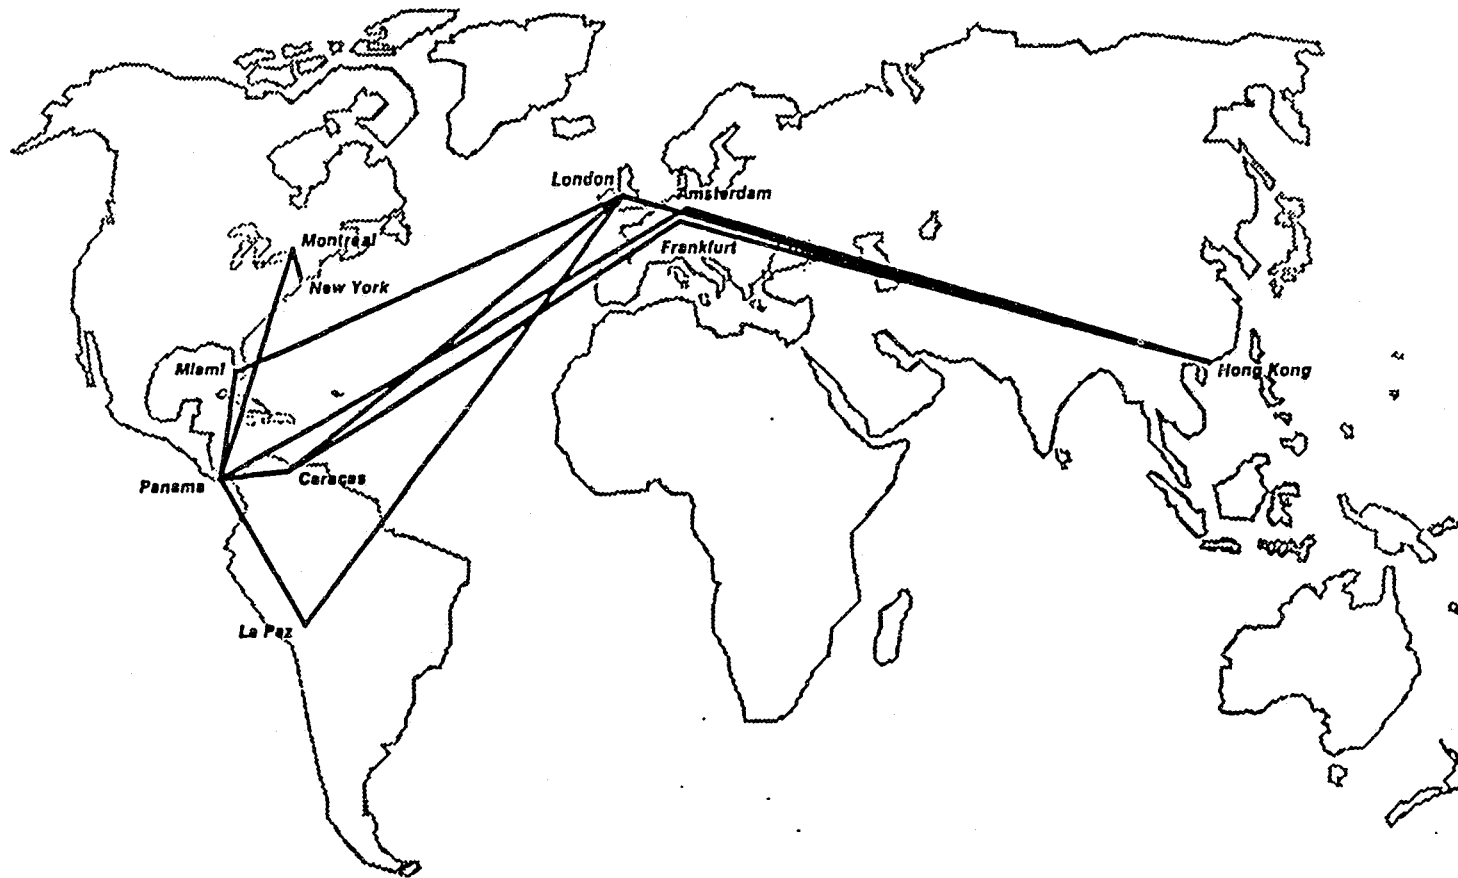 London
Amsterdam
Montreal
Frankfurt
New York
Miami
Hong Kong
Panama
Caracas
La Paz